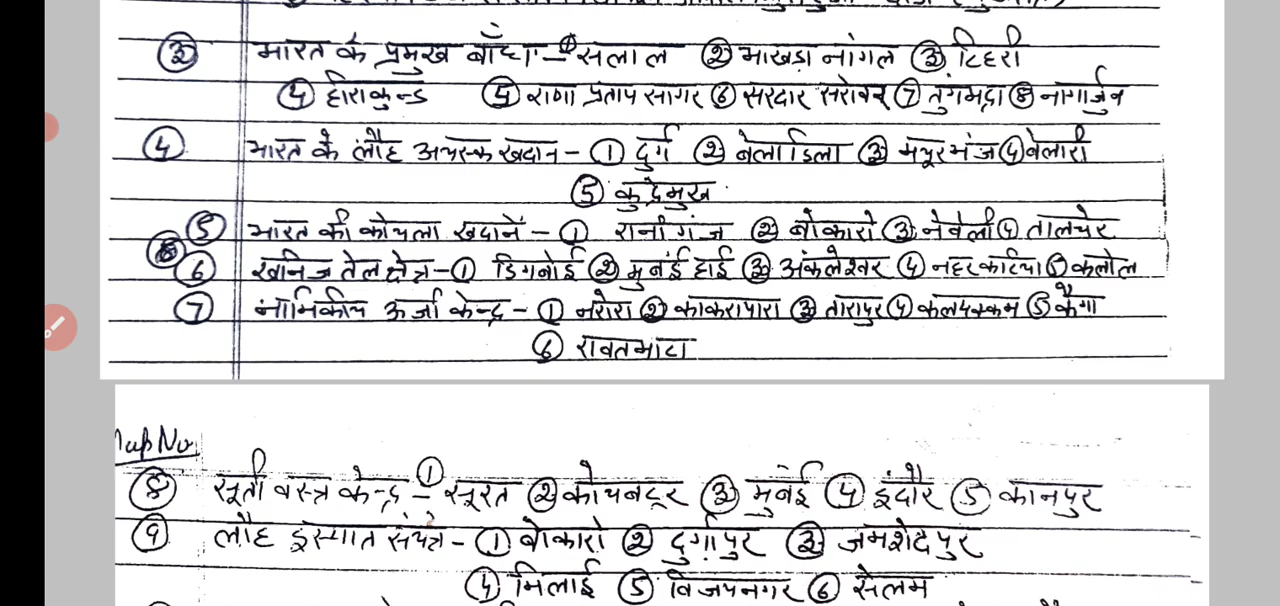 ③ भारत के प्रमुख बाँध - ① सलाल ② भाखड़ा नांगल ③ टिहरी
④ हीराकुन्ड ⑤ राणा प्रताप सागर ⑥ सरदार सरोवर ⑦ तुंगभद्रा ⑧ नागार्जुन
④ भारत के लौह अयस्क खदान - ① दुर्ग ② बेलाडिला ③ मयूरभंज ④ बेलारी
⑤ कुद्रेमुख
⑤ भारत की कोयला खदानें - ① रानीगंज ② बोकारो ③ नेवेली ④ तालचेर
⑥ खनिज तेल क्षेत्र - ① डिगबोई ② मुबंई हाई ③ अंकलेश्वर ④ नहरकटिया ⑤ कलोल
⑦ नाभिकीय ऊर्जा केन्द्र - ① नरोरा ② काकरापारा ③ तारापुर ④ कलपक्कम ⑤ कैगा
⑥ रावतभाटा
Map No
⑧ सूती वस्त्र केन्द्र - ① सूरत ② कोयबटूर ③ मुंबई ④ इंदौर ⑤ कानपुर
⑨ लौह इस्पात संयंत्र - ① बोकारो ② दुर्गापुर ③ जमशेदपुर
④ भिलाई ⑤ विजयनगर ⑥ सेलम